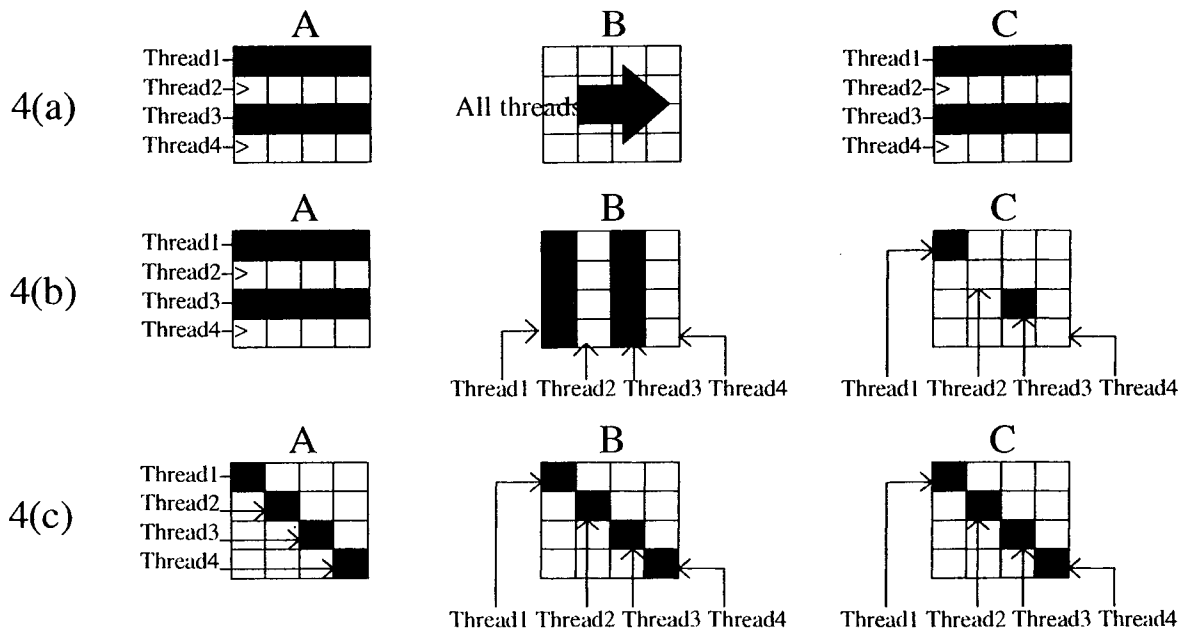 A B C
Thread1
Thread2 >
Thread3
Thread4 >
4(a)
All threads
Thread1
Thread2 >
Thread3
Thread4 >
A B C
Thread1
Thread2 >
Thread3
Thread4 >
4(b)
Thread1 Thread2 Thread3 Thread4
Thread1 Thread2 Thread3 Thread4
A B C
Thread1
Thread2
Thread3
Thread4
4(c)
Thread1 Thread2 Thread3 Thread4
Thread1 Thread2 Thread3 Thread4